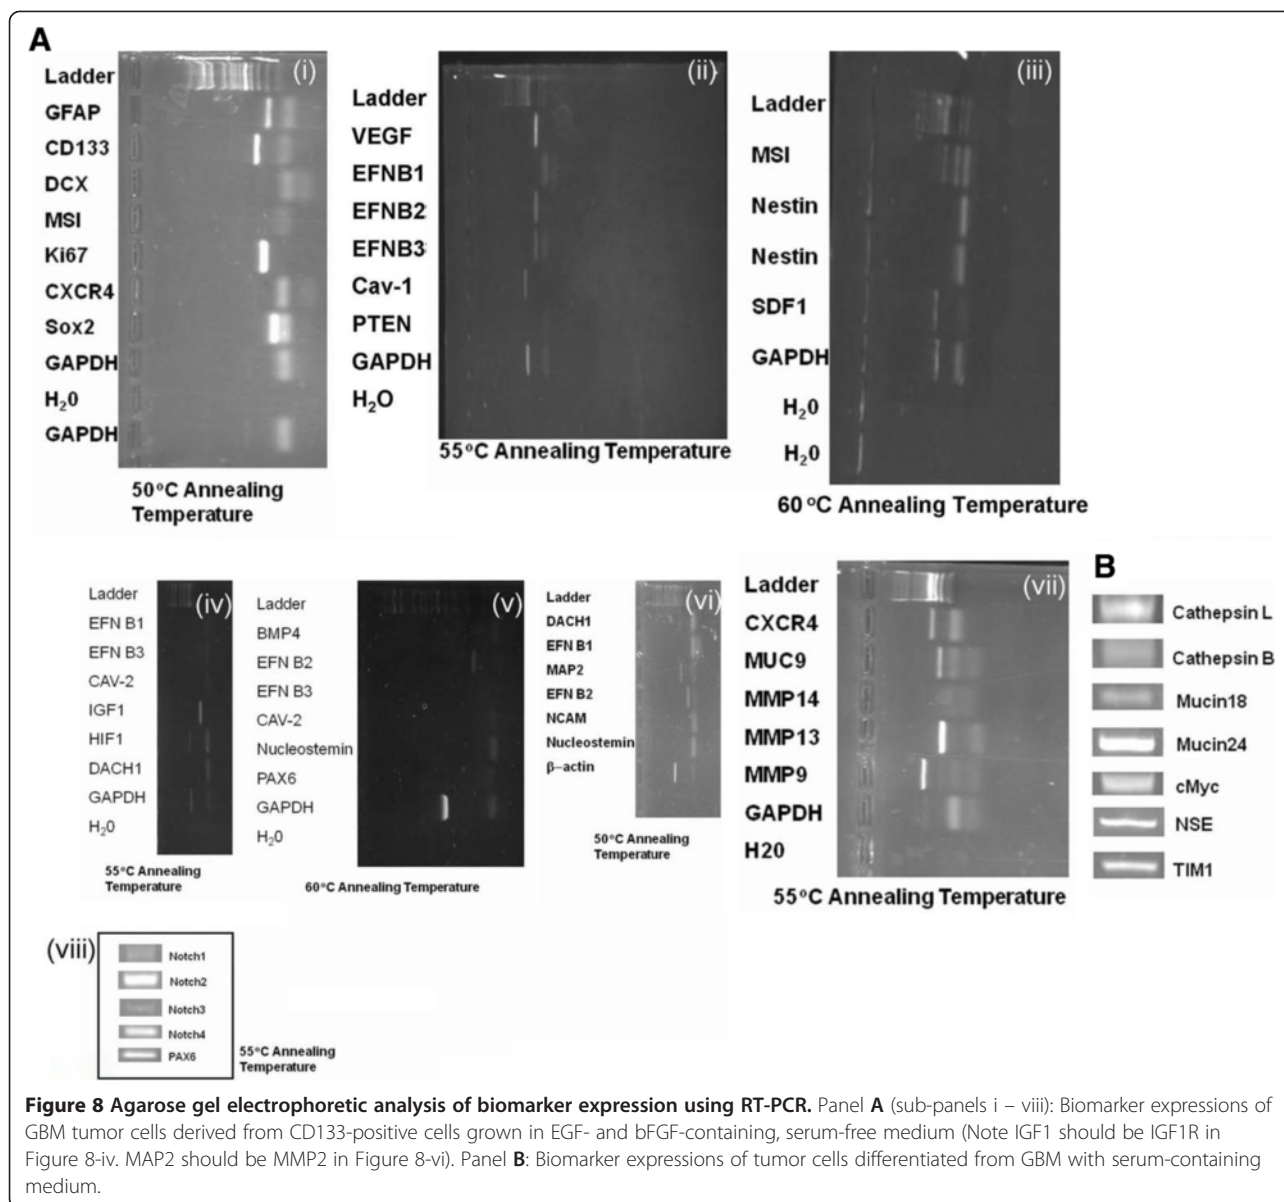 A
(i)
Ladder
GFAP
CD133
DCX
MSI
Ki67
CXCR4
Sox2
GAPDH
H₂0
GAPDH
50°C Annealing
Temperature
(ii)
Ladder
VEGF
EFNB1
EFNB2
EFNB3
Cav-1
PTEN
GAPDH
H₂O
55°C Annealing Temperature
(iii)
Ladder
MSI
Nestin
Nestin
SDF1
GAPDH
H₂0
H₂0
60°C Annealing Temperature
(iv)
Ladder
EFN B1
EFN B3
CAV-2
IGF1
HIF1
DACH1
GAPDH
H₂0
55°C Annealing
Temperature
(v)
Ladder
BMP4
EFN B2
EFN B3
CAV-2
Nucleostemin
PAX6
GAPDH
H₂0
60°C Annealing Temperature
(vi)
Ladder
DACH1
EFN B1
MAP2
EFN B2
NCAM
Nucleostemin
β-actin
50°C Annealing
Temperature
(vii)
Ladder
CXCR4
MUC9
MMP14
MMP13
MMP9
GAPDH
H20
55°C Annealing Temperature
B
Cathepsin L
Cathepsin B
Mucin18
Mucin24
cMyc
NSE
TIM1
(viii)
Notch1
Notch2
Notch3
Notch4
PAX6
55°C Annealing
Temperature
Figure 8 Agarose gel electrophoretic analysis of biomarker expression using RT-PCR. Panel A (sub-panels i – viii): Biomarker expressions of
GBM tumor cells derived from CD133-positive cells grown in EGF- and bFGF-containing, serum-free medium (Note IGF1 should be IGF1R in
Figure 8-iv. MAP2 should be MMP2 in Figure 8-vi). Panel B: Biomarker expressions of tumor cells differentiated from GBM with serum-containing
medium.